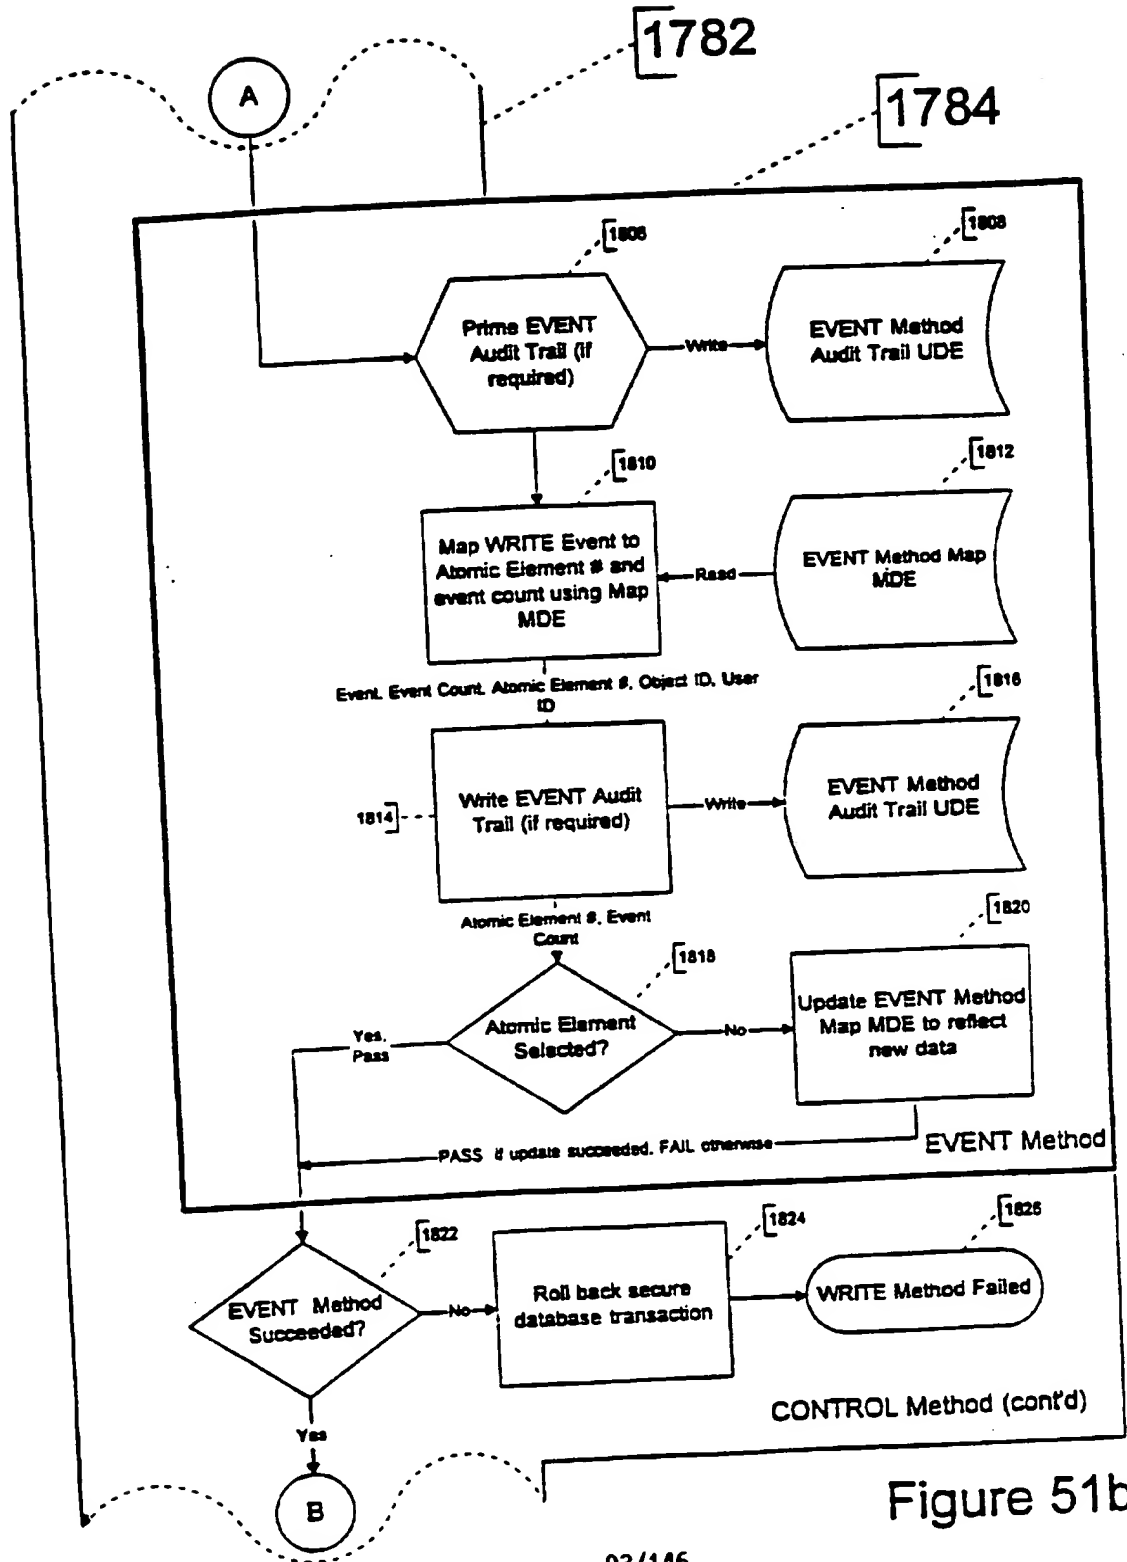 1782
A
1784
1806
1808
Prime EVENT
Audit Trail (if
required)
Write
EVENT Method
Audit Trail UDE
1810
1812
Map WRITE Event to
Atomic Element # and
event count using Map
MDE
Read
EVENT Method Map
MDE
Event, Event Count, Atomic Element #, Object ID, User
ID
1816
1814
Write EVENT Audit
Trail (if required)
Write
EVENT Method
Audit Trail UDE
Atomic Element #, Event
Count
1818
1820
Yes,
Pass
Atomic Element
Selected?
No
Update EVENT Method
Map MDE to reflect
new data
PASS if update succeeded, FAIL otherwise
EVENT Method
1822
1824
1826
EVENT Method
Succeeded?
No
Roll back secure
database transaction
WRITE Method Failed
Yes
CONTROL Method (cont'd)
B
Figure 51b
93/146